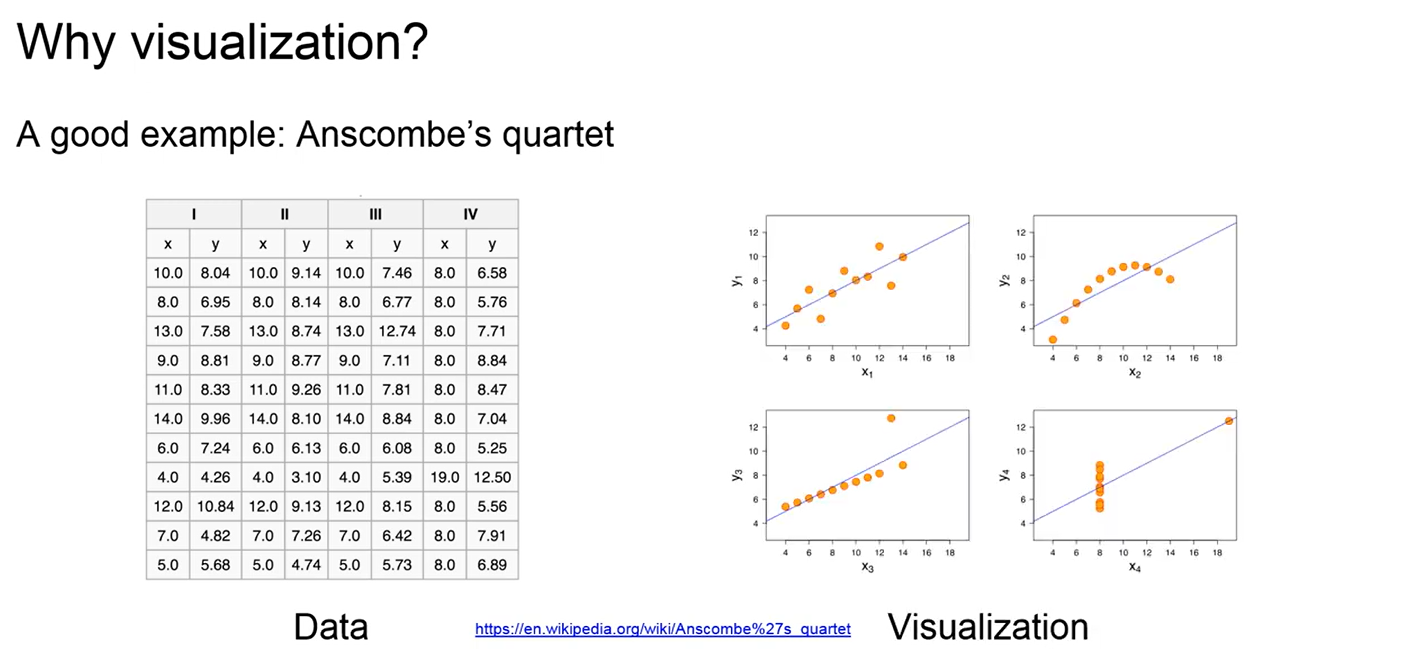 Why visualization?
A good example: Anscombe's quartet
I II III IV
x y x y x y x y
10.0 8.04 10.0 9.14 10.0 7.46 8.0 6.58
8.0 6.95 8.0 8.14 8.0 6.77 8.0 5.76
13.0 7.58 13.0 8.74 13.0 12.74 8.0 7.71
9.0 8.81 9.0 8.77 9.0 7.11 8.0 8.84
11.0 8.33 11.0 9.26 11.0 7.81 8.0 8.47
14.0 9.96 14.0 8.10 14.0 8.84 8.0 7.04
6.0 7.24 6.0 6.13 6.0 6.08 8.0 5.25
4.0 4.26 4.0 3.10 4.0 5.39 19.0 12.50
12.0 10.84 12.0 9.13 12.0 8.15 8.0 5.56
7.0 4.82 7.0 7.26 7.0 6.42 8.0 7.91
5.0 5.68 5.0 4.74 5.0 5.73 8.0 6.89
Data
12
10
8
6
4
y₁
4 6 8 10 12 14 16 18
x₁
12
10
8
6
4
y₂
4 6 8 10 12 14 16 18
x₂
12
10
8
6
4
y₃
4 6 8 10 12 14 16 18
x₃
12
10
8
6
4
y₄
4 6 8 10 12 14 16 18
x₄
https://en.wikipedia.org/wiki/Anscombe%27s_quartet
Visualization